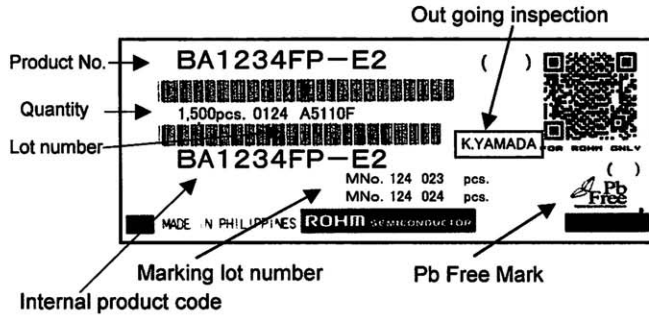 Out going inspection
Product No.
BA1234FP-E2
( )
Quantity
1,500pcs. 0124 A5110F
Lot number
K.YAMADA
FOR ROHM ONLY
BA1234FP-E2
( )
MNo. 124 023 pcs.
MNo. 124 024 pcs.
Pb
Free
MADE IN PHILIPPINES ROHM SEMICONDUCTOR
Marking lot number
Pb Free Mark
Internal product code